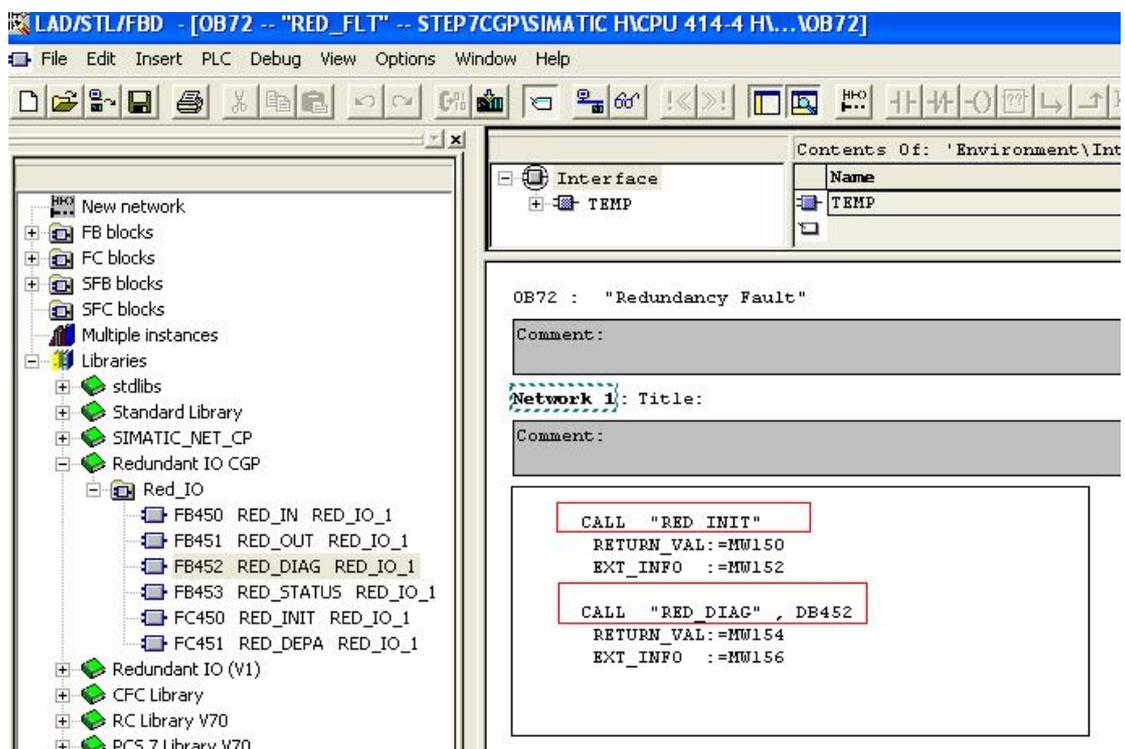 LAD/STL/FBD - [OB72 -- "RED_FLT" -- STEP7CGP\SIMATIC H\CPU 414-4 H\...\OB72]
File Edit Insert PLC Debug View Options Window Help
New network
FB blocks
FC blocks
SFB blocks
SFC blocks
Multiple instances
Libraries
stdlibs
Standard Library
SIMATIC_NET_CP
Redundant IO CGP
Red_IO
FB450 RED_IN RED_IO_1
FB451 RED_OUT RED_IO_1
FB452 RED_DIAG RED_IO_1
FB453 RED_STATUS RED_IO_1
FC450 RED_INIT RED_IO_1
FC451 RED_DEPA RED_IO_1
Redundant IO (V1)
CFC Library
RC Library V70
PCS 7 Library V70
Contents Of: 'Environment\Int
Interface
TEMP
Name
TEMP
OB72 : "Redundancy Fault"
Comment:
Network 1: Title:
Comment:
CALL "RED_INIT"
RETURN_VAL:=MW150
EXT_INFO :=MW152
CALL "RED_DIAG" , DB452
RETURN_VAL:=MW154
EXT_INFO :=MW156